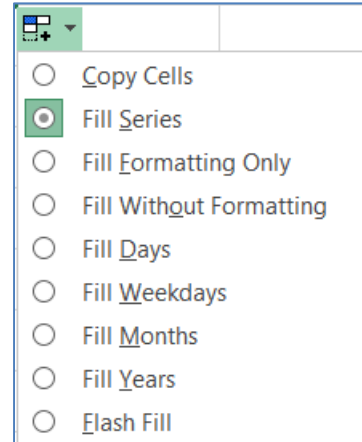 Copy Cells
Fill Series
Fill Formatting Only
Fill Without Formatting
Fill Days
Fill Weekdays
Fill Months
Fill Years
Flash Fill